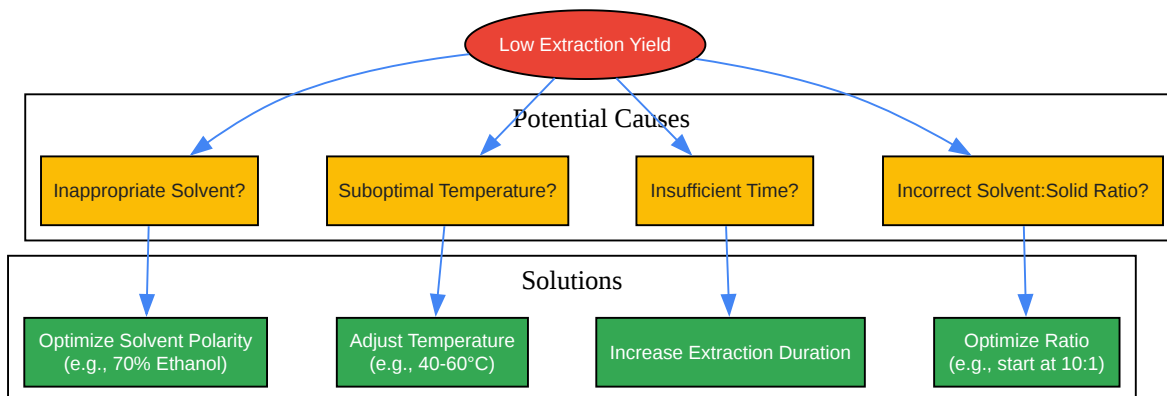 Low Extraction Yield
Potential Causes
Inappropriate Solvent?
Suboptimal Temperature?
Insufficient Time?
Incorrect Solvent:Solid Ratio?
Solutions
Optimize Solvent Polarity
(e.g., 70% Ethanol)
Adjust Temperature
(e.g., 40-60°C)
Increase Extraction Duration
Optimize Ratio
(e.g., start at 10:1)